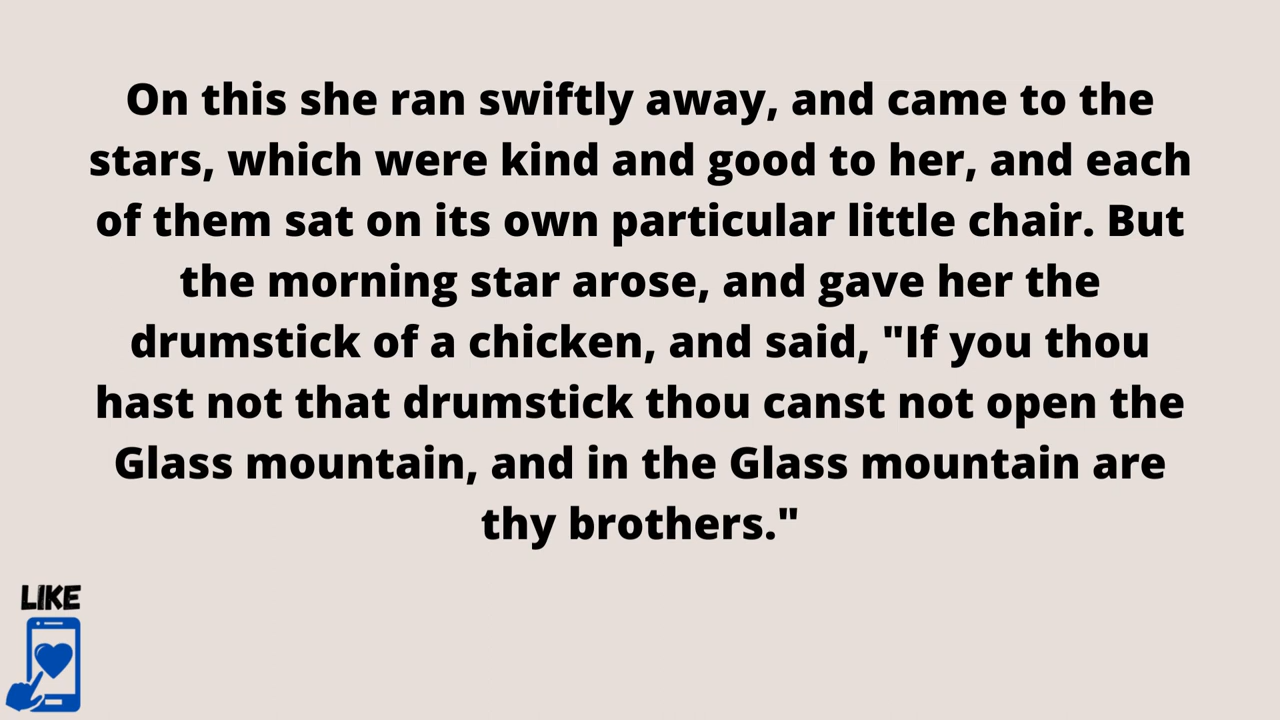 On this she ran swiftly away, and came to the
stars, which were kind and good to her, and each
of them sat on its own particular little chair. But
the morning star arose, and gave her the
drumstick of a chicken, and said, "If you thou
hast not that drumstick thou canst not open the
Glass mountain, and in the Glass mountain are
thy brothers."
LIKE